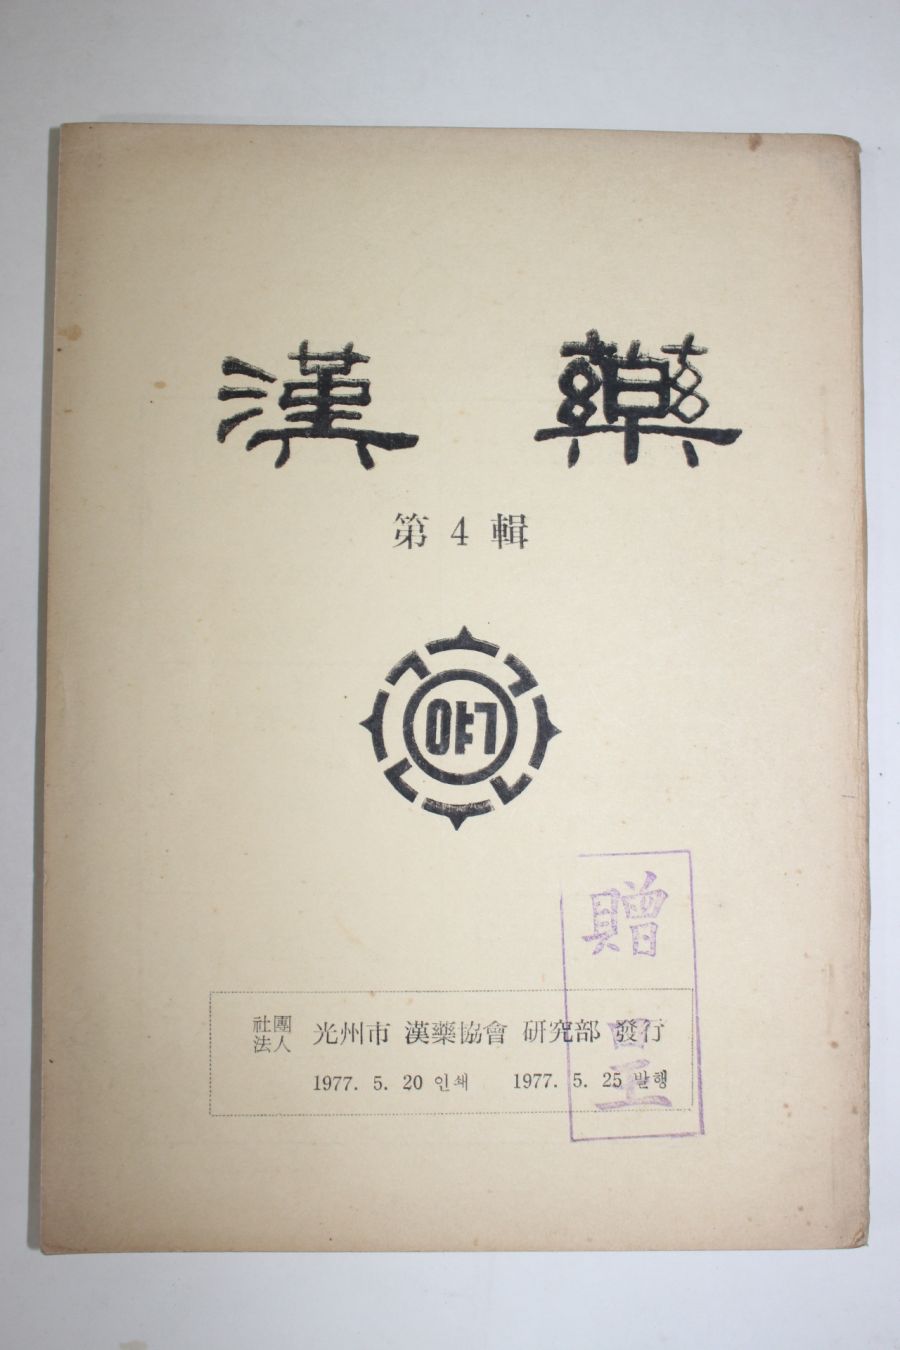 漢藥
第4輯
약
贈呈
社團法人 光州市 漢藥協會 硏究部 發行
1977. 5. 20 인쇄 1977. 5. 25 발행